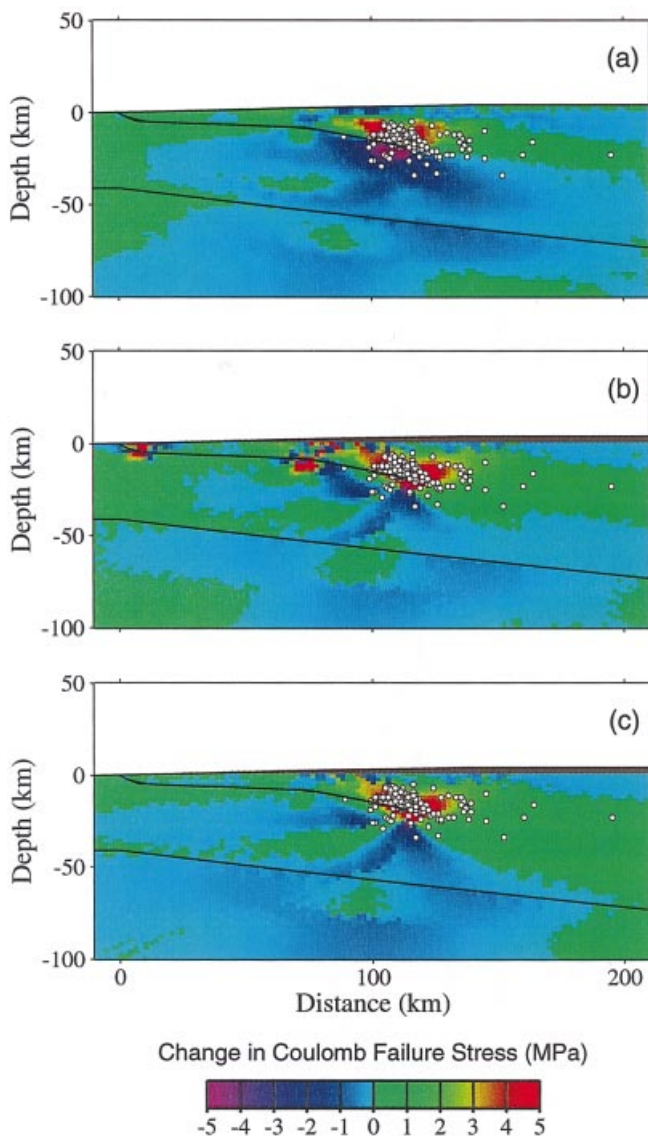 50
(a)
0
Depth (km)
-50
-100
50
(b)
0
Depth (km)
-50
-100
50
(c)
0
Depth (km)
-50
-100
0 100 200
Distance (km)
Change in Coulomb Failure Stress (MPa)
-5 -4 -3 -2 -1 0 1 2 3 4 5